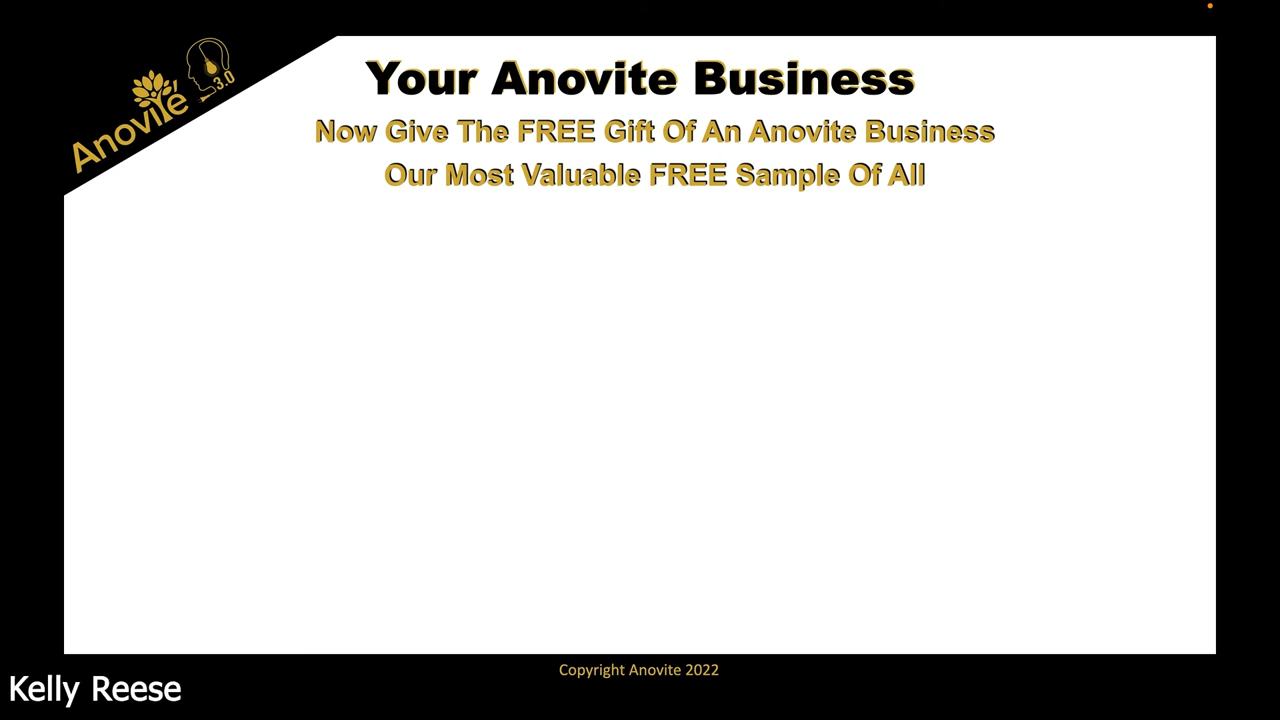 Anovite 3.0
Your Anovite Business
Now Give The FREE Gift Of An Anovite Business
Our Most Valuable FREE Sample Of All
Copyright Anovite 2022
Kelly Reese